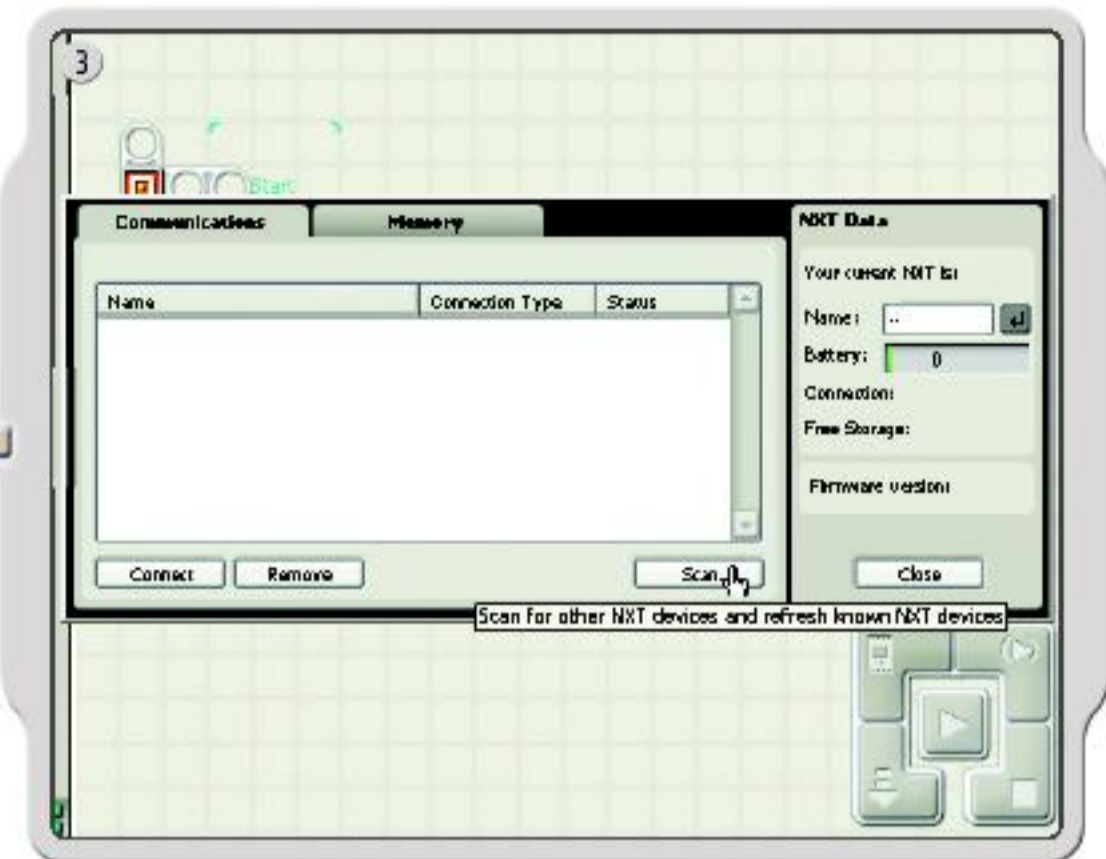 3
Start
Communications Memory
Name Connection Type Status
Connect Remove Scan
Scan for other NXT devices and refresh known NXT devices
NXT Data
Your current NXT is:
Name: --
Battery: 0
Connection:
Free Storage:
Firmware version:
Close